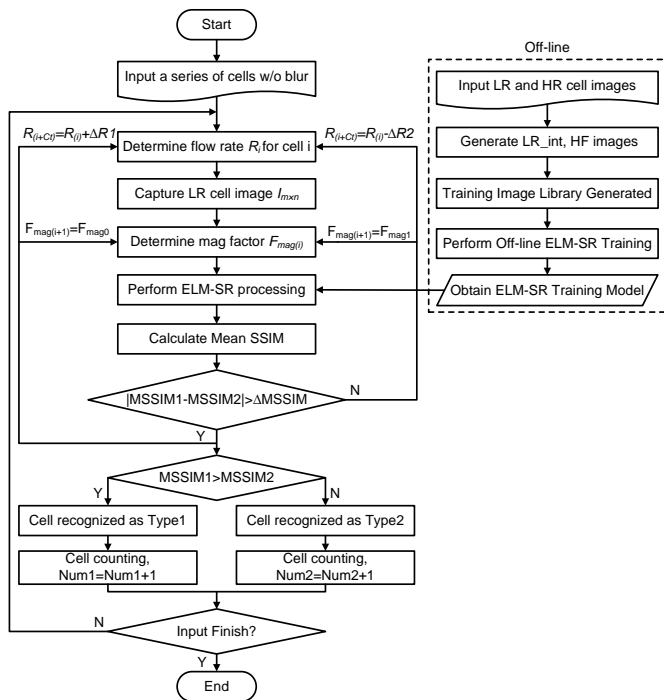 Start
Input a series of cells w/o blur
R(i+Ct)=R(i)+ΔR1
R(i+Ct)=R(i)-ΔR2
Determine flow rate Ri for cell i
Capture LR cell image Im×n
Fmag(i+1)=Fmag0
Fmag(i+1)=Fmag1
Determine mag factor Fmag(i)
Perform ELM-SR processing
Calculate Mean SSIM
|MSSIM1-MSSIM2|>ΔMSSIM
N
Y
MSSIM1>MSSIM2
Y
N
Cell recognized as Type1
Cell recognized as Type2
Cell counting,
Num1=Num1+1
Cell counting,
Num2=Num2+1
Input Finish?
N
Y
End
Off-line
Input LR and HR cell images
Generate LR_int, HF images
Training Image Library Generated
Perform Off-line ELM-SR Training
Obtain ELM-SR Training Model